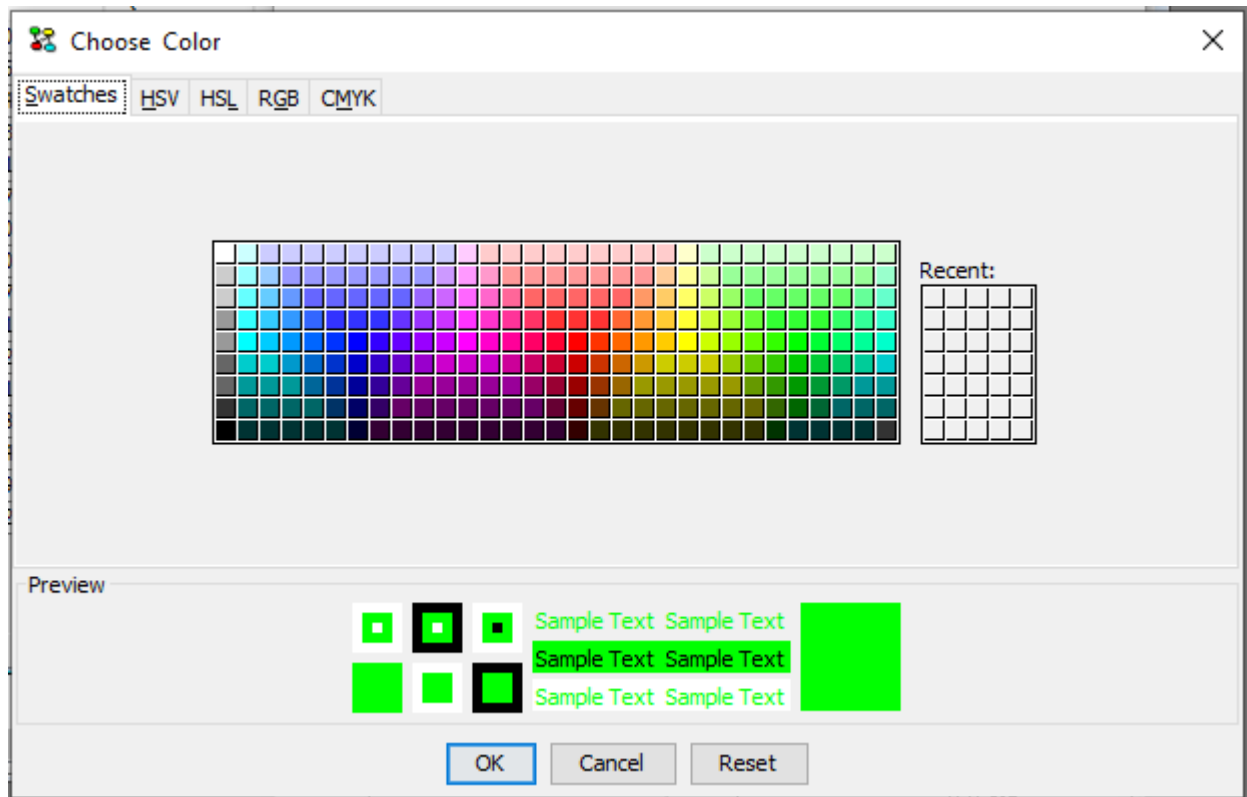 Choose Color
Swatches HSV HSL RGB CMYK
Recent:
Preview
Sample Text Sample Text
Sample Text Sample Text
Sample Text Sample Text
OK Cancel Reset